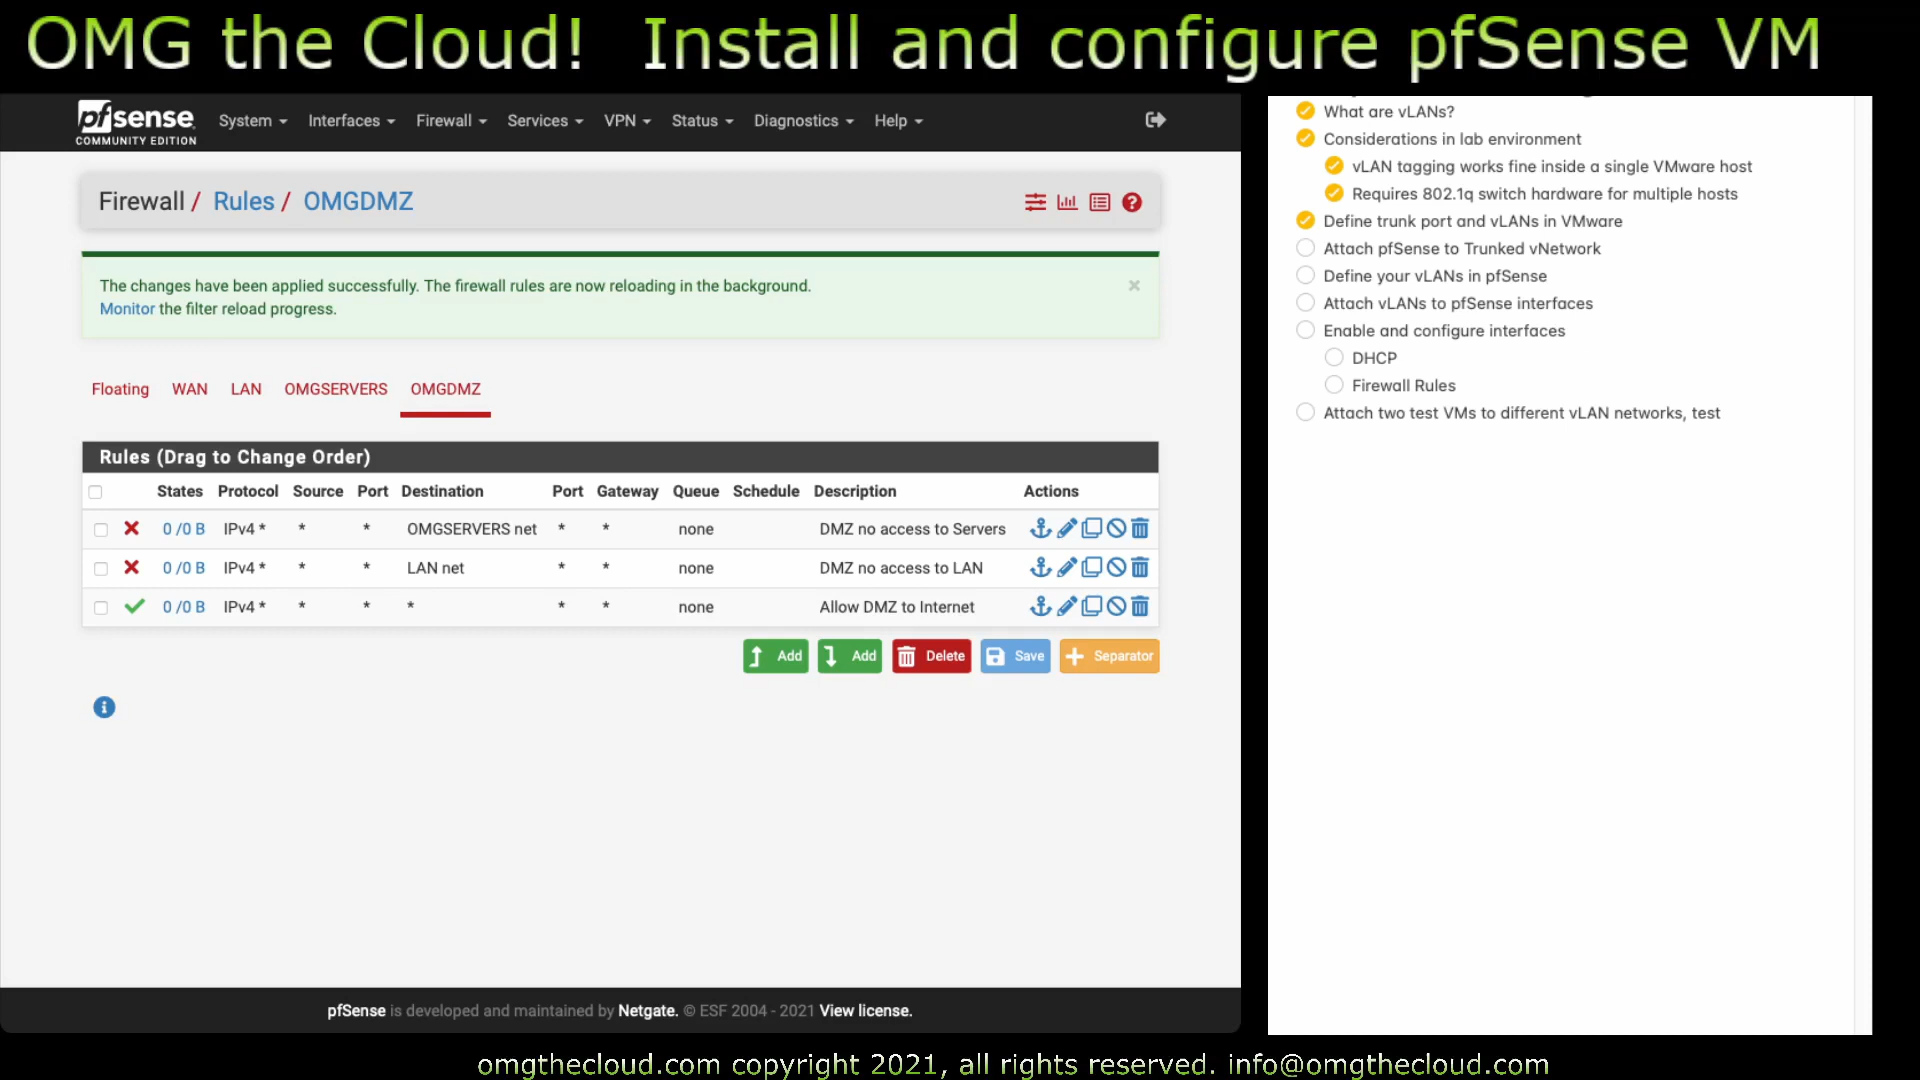 OMG the Cloud! Install and configure pfSense VM
pfsense
COMMUNITY EDITION
System Interfaces Firewall Services VPN Status Diagnostics Help
Firewall / Rules / OMGDMZ
The changes have been applied successfully. The firewall rules are now reloading in the background.
Monitor the filter reload progress.
×
Floating WAN LAN OMGSERVERS OMGDMZ
Rules (Drag to Change Order)
States Protocol Source Port Destination Port Gateway Queue Schedule Description Actions
0 /0 B IPv4 * * * OMGSERVERS net * * none DMZ no access to Servers
0 /0 B IPv4 * * * LAN net * * none DMZ no access to LAN
0 /0 B IPv4 * * * * * * none Allow DMZ to Internet
Add Add Delete Save Separator
pfSense is developed and maintained by Netgate. © ESF 2004 - 2021 View license.
What are vLANs?
Considerations in lab environment
vLAN tagging works fine inside a single VMware host
Requires 802.1q switch hardware for multiple hosts
Define trunk port and vLANs in VMware
Attach pfSense to Trunked vNetwork
Define your vLANs in pfSense
Attach vLANs to pfSense interfaces
Enable and configure interfaces
DHCP
Firewall Rules
Attach two test VMs to different vLAN networks, test
omgthecloud.com copyright 2021, all rights reserved. info@omgthecloud.com